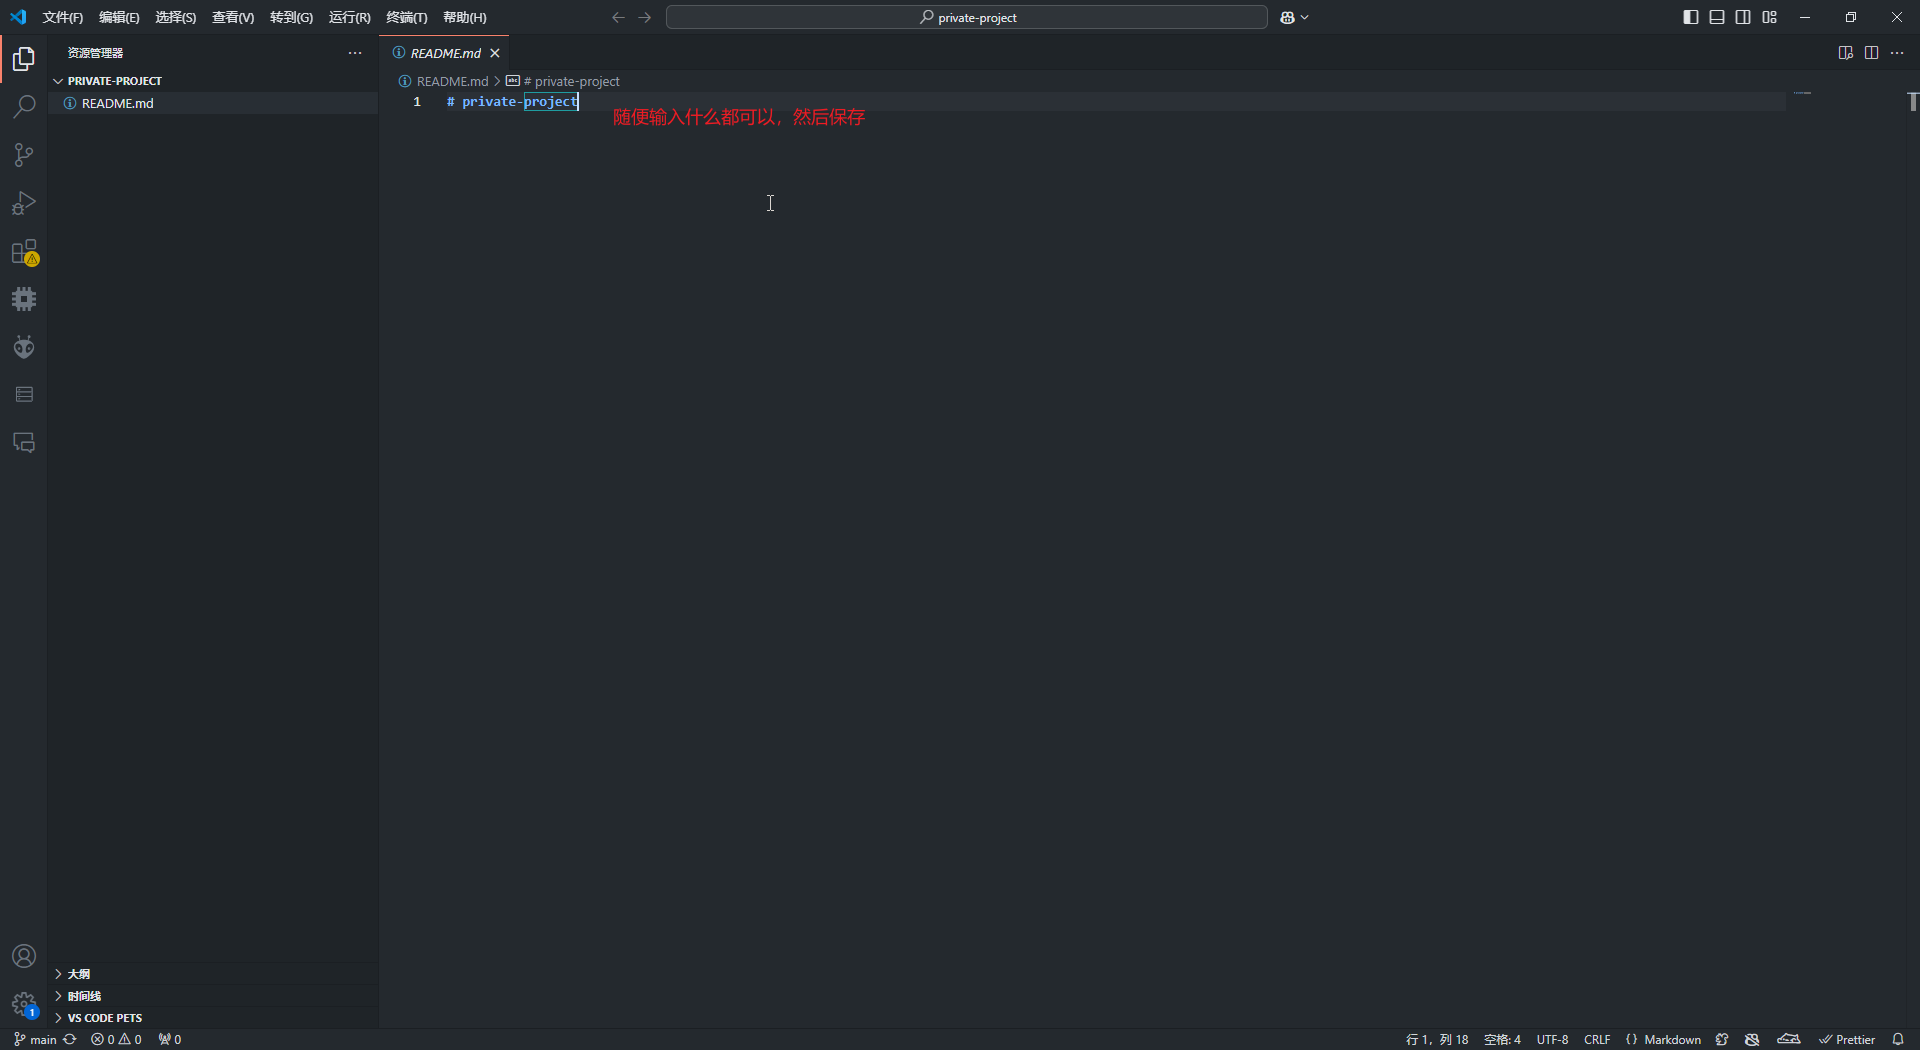 文件(F) 编辑(E) 选择(S) 查看(V) 转到(G) 运行(R) 终端(T) 帮助(H) private-project
资源管理器
README.md
PRIVATE-PROJECT
README.md > # private-project
README.md
1 # private-project
随便输入什么都可以，然后保存
大纲
时间线
VS CODE PETS
1
main 0 0 0 行 1，列 18 空格: 4 UTF-8 CRLF {} Markdown Prettier